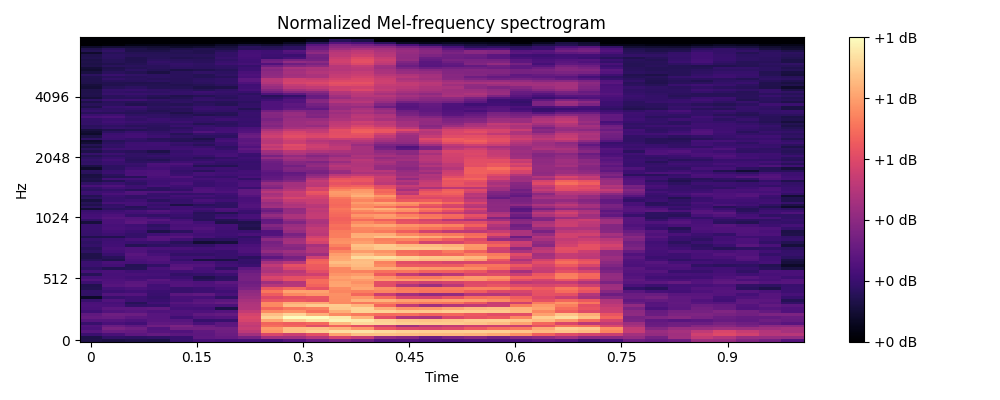 Normalized Mel-frequency spectrogram
Hz
4096
2048
1024
512
0
0 0.15 0.3 0.45 0.6 0.75 0.9
Time
+1 dB
+1 dB
+1 dB
+0 dB
+0 dB
+0 dB